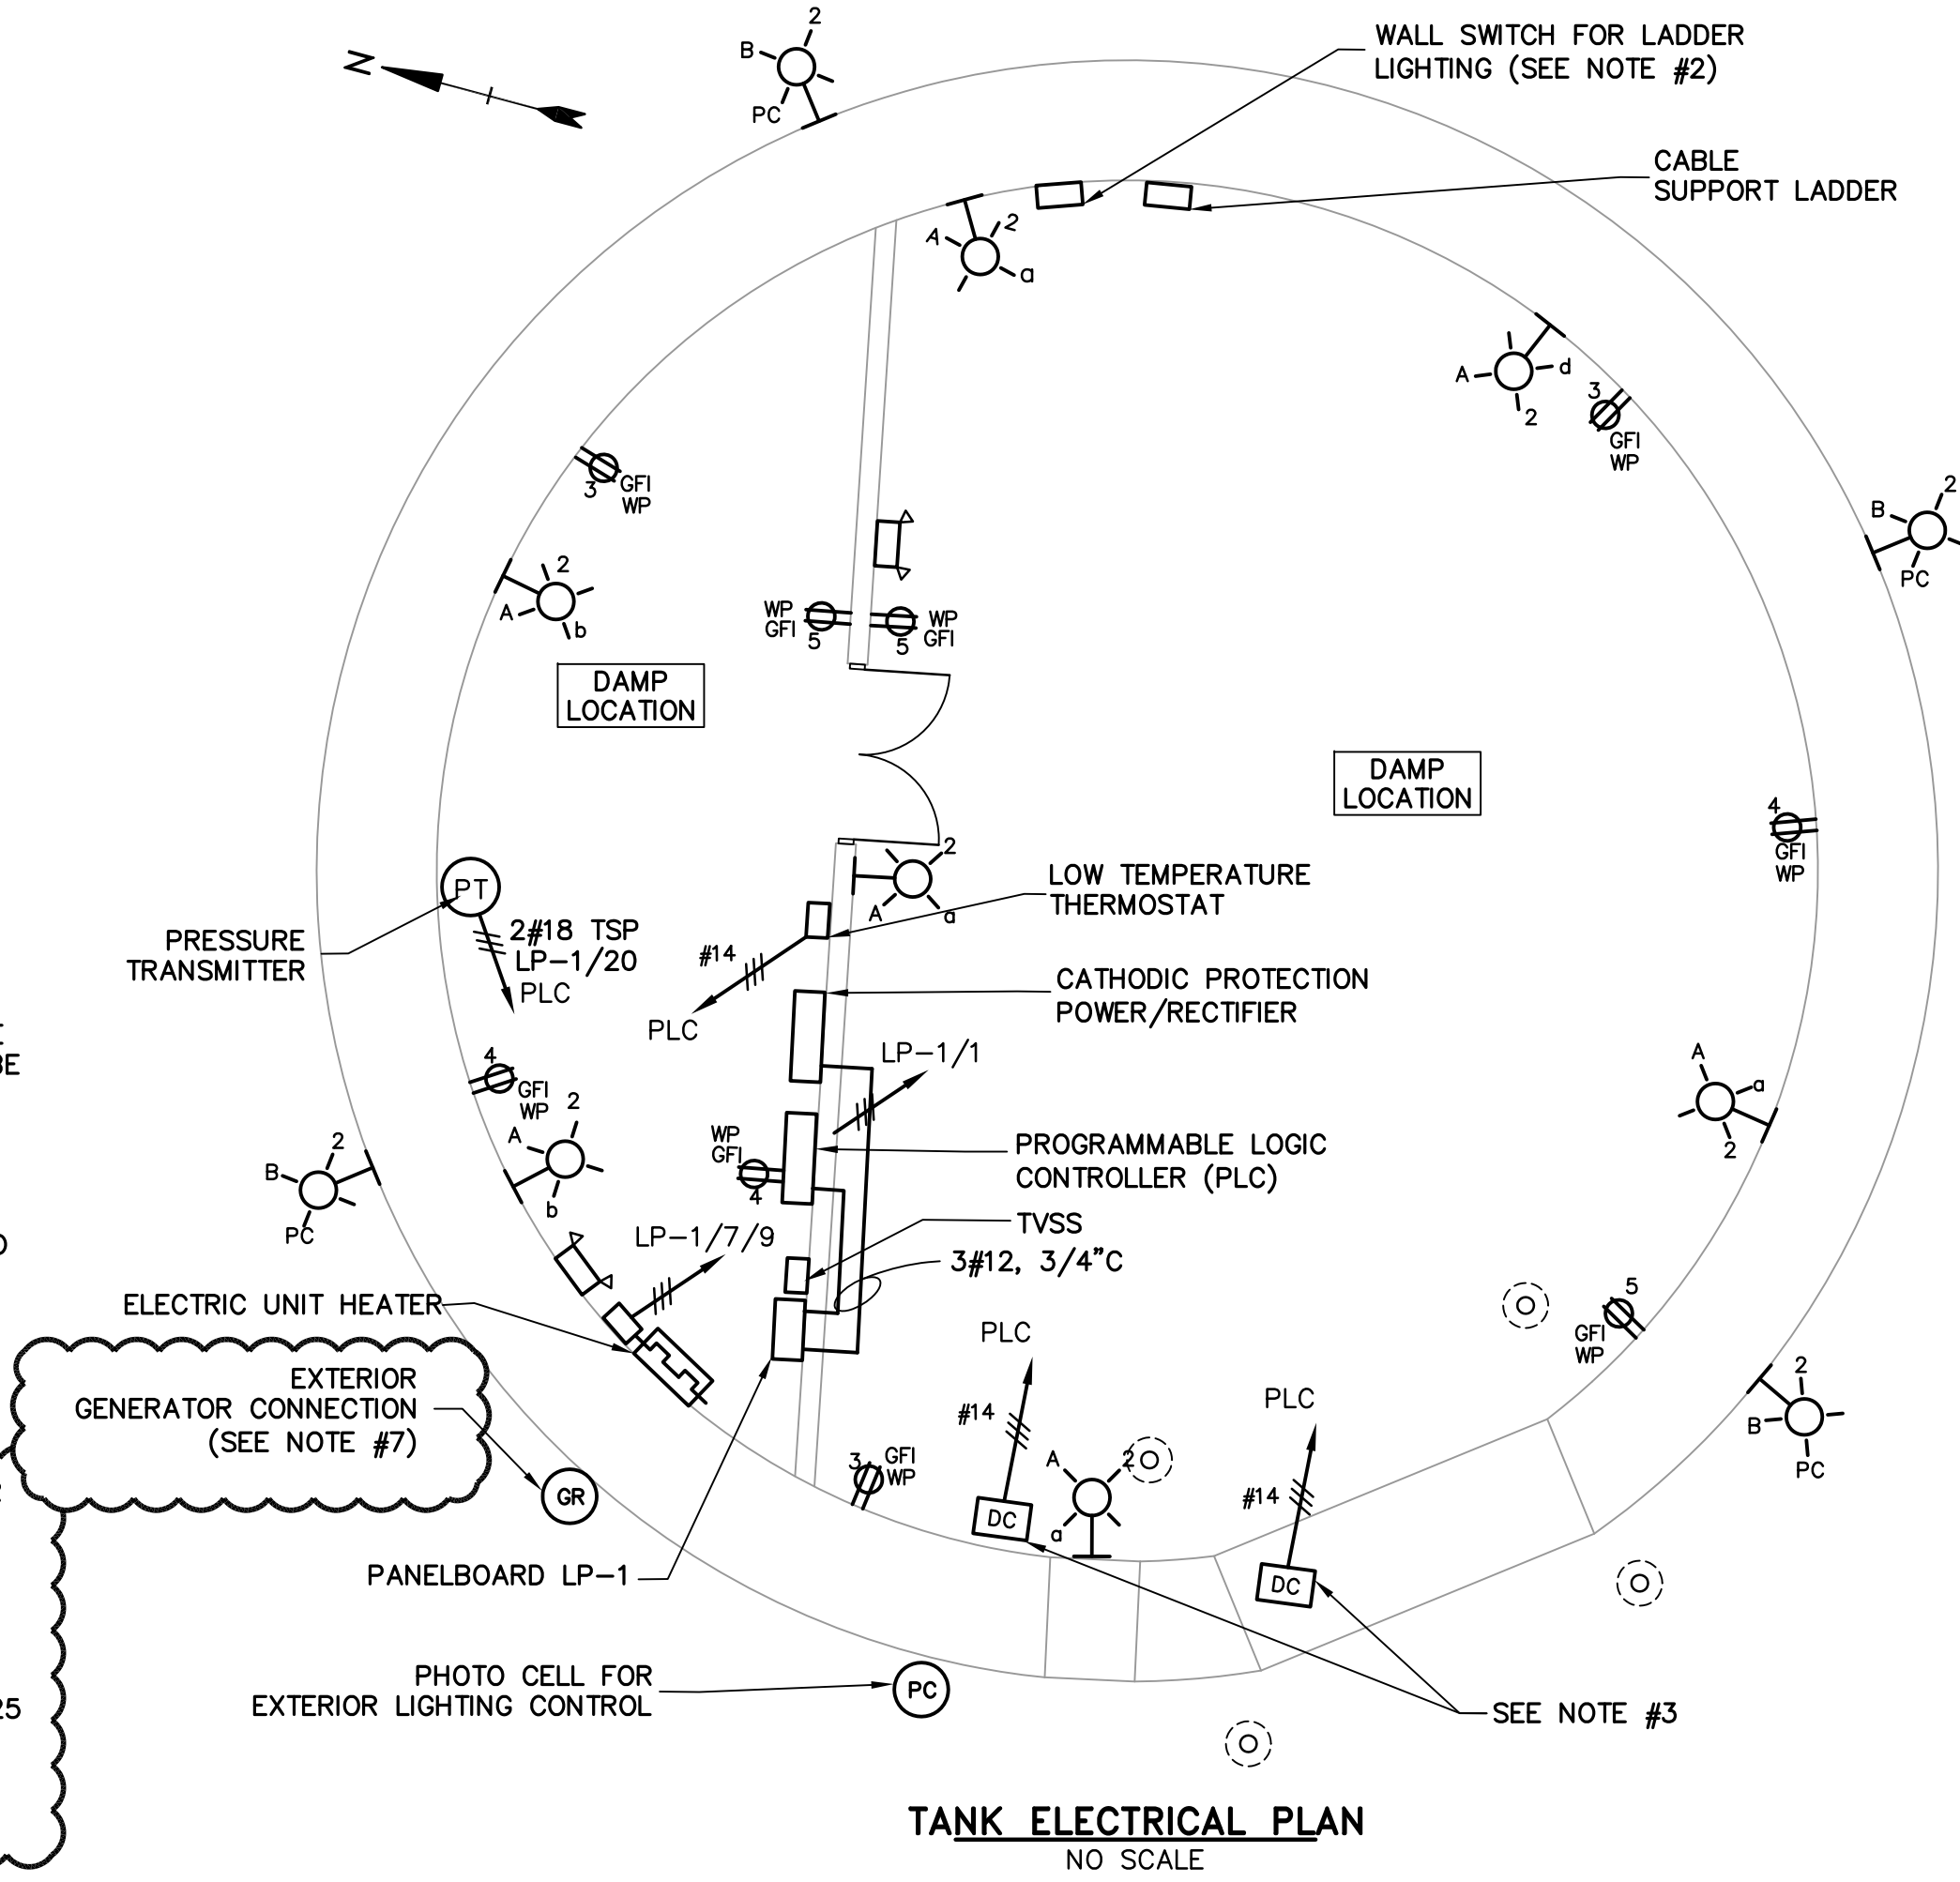 N
2
B
PC
WALL SWITCH FOR LADDER
LIGHTING (SEE NOTE #2)
CABLE
SUPPORT LADDER
A
2
a
A
d
2
3
GFI
WP
3
GFI
WP
2
B
PC
2
A
b
WP
GFI
5
WP
GFI
5
DAMP
LOCATION
DAMP
LOCATION
4
GFI
WP
2
A
a
LOW TEMPERATURE
THERMOSTAT
PT
PRESSURE
TRANSMITTER
2#18 TSP
LP-1/20
PLC
#14
PLC
CATHODIC PROTECTION
POWER/RECTIFIER
LP-1/1
4
GFI
WP
A
a
2
2
A
b
WP
GFI
4
PROGRAMMABLE LOGIC
CONTROLLER (PLC)
2
B
PC
TVSS
3#12, 3/4"C
LP-1/7/9
ELECTRIC UNIT HEATER
5
GFI
WP
PLC
#14
PLC
#14
EXTERIOR
GENERATOR CONNECTION
(SEE NOTE #7)
GR
3
GFI
WP
A
2
a
DC
DC
2
B
PC
PANELBOARD LP-1
PHOTO CELL FOR
EXTERIOR LIGHTING CONTROL
PC
SEE NOTE #3
25
TANK ELECTRICAL PLAN
NO SCALE